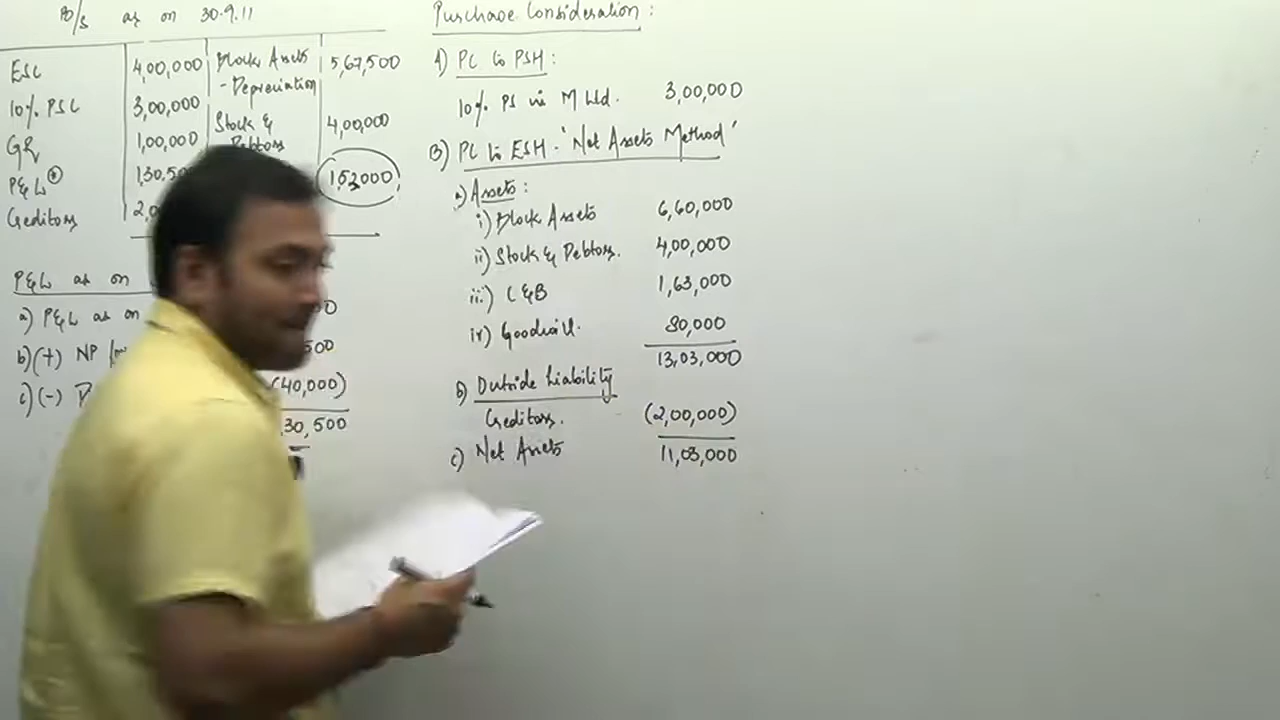 B/S as on 30.9.11
ESC 4,00,000 Block Assets 5,67,500
- Depreciation
10% PSC 3,00,000 Stock & 4,00,000
Debtors
GR 1,00,000
P&L 1,30,5 1,63,000
Creditors 2,0
P&L as on
a) P&L as on
b) (+) NP 500
c) (-) (40,000)
,30,500
Purchase Consideration:
A) PC to PSH:
10% PS in M Ltd. 3,00,000
B) PC to ESH - 'Net Assets Method'
a) Assets:
i) Block Assets 6,60,000
ii) Stock & Debtors. 4,00,000
iii) C&B 1,63,000
iv) Goodwill. 80,000
13,03,000
b) Outside Liability
Creditors. (2,00,000)
c) Net Assets 11,03,000